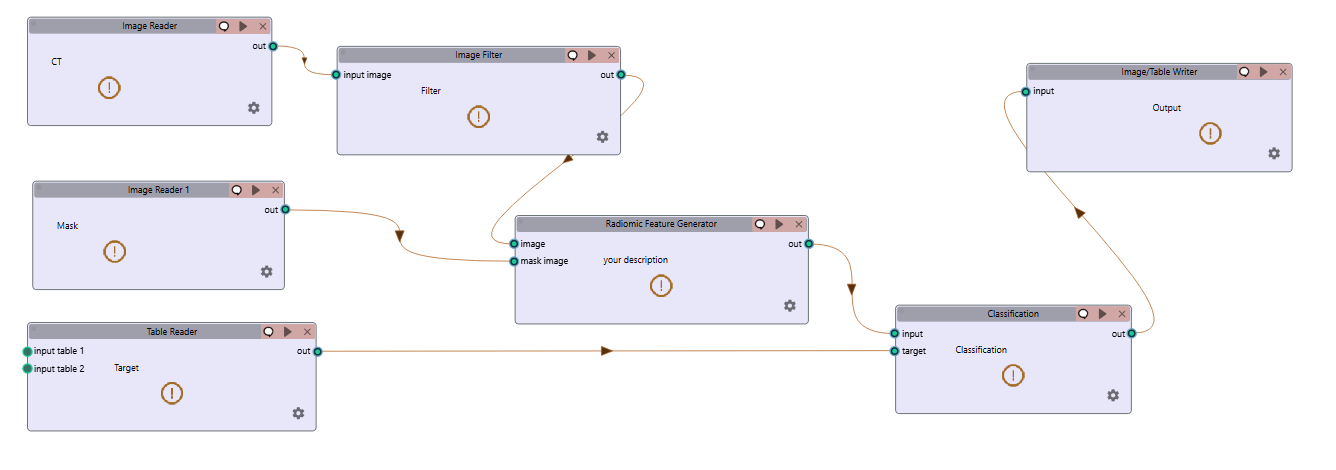 Image Reader
out
CT
Image Filter
input image
out
Filter
Image/Table Writer
input
Output
Image Reader 1
out
Mask
Radiomic Feature Generator
image
out
mask image
your description
Table Reader
input table 1
out
input table 2
Target
Classification
input
out
target
Classification